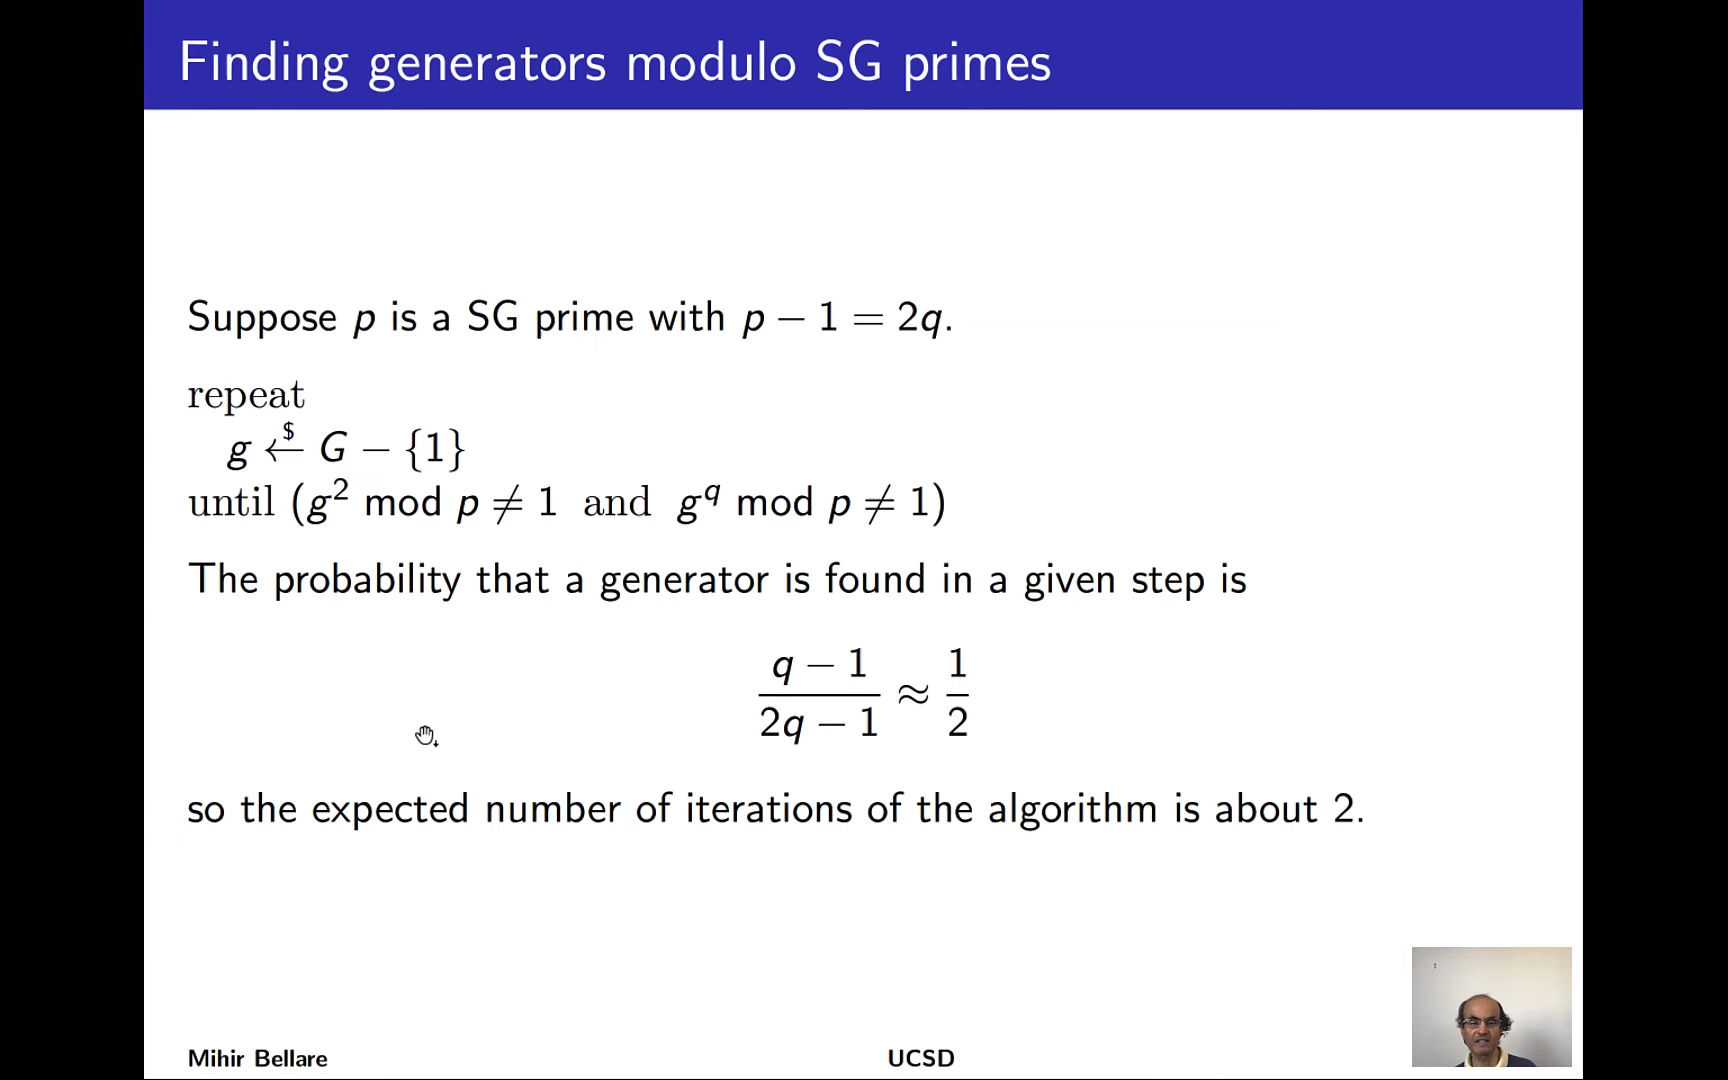 Finding generators modulo SG primes
Suppose p is a SG prime with p − 1 = 2q.
repeat
g ←$ G − {1}
until (g² mod p ≠ 1 and g^q mod p ≠ 1)
The probability that a generator is found in a given step is
(q − 1)/(2q − 1) ≈ 1/2
so the expected number of iterations of the algorithm is about 2.
Mihir Bellare UCSD